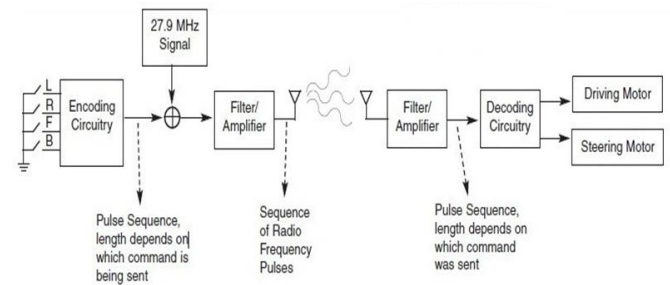 27.9 MHz
Signal
L
R
F
B
Encoding
Circuitry
Filter/
Amplifier
Filter/
Amplifier
Decoding
Circuitry
Driving Motor
Steering Motor
Pulse Sequence,
length depends on
which command is
being sent
Sequence
of Radio
Frequency
Pulses
Pulse Sequence,
length depends on
which command
was sent